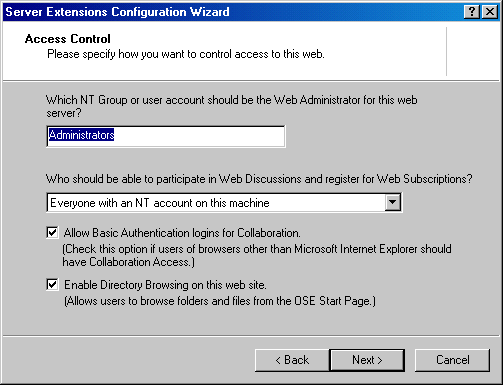 Server Extensions Configuration Wizard
Access Control
Please specify how you want to control access to this web.
Which NT Group or user account should be the Web Administrator for this web
server?
Administrators
Who should be able to participate in Web Discussions and register for Web Subscriptions?
Everyone with an NT account on this machine
Allow Basic Authentication logins for Collaboration.
(Check this option if users of browsers other than Microsoft Internet Explorer should
have Collaboration Access.)
Enable Directory Browsing on this web site.
(Allows users to browse folders and files from the OSE Start Page.)
< Back Next > Cancel